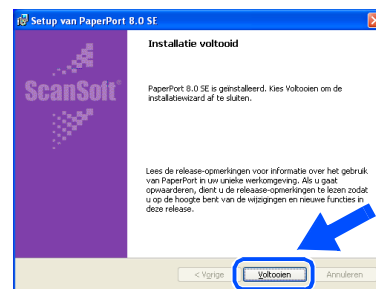 Setup van PaperPort 8.0 SE
Installatie voltooid
ScanSoft®
PaperPort 8.0 SE is geïnstalleerd. Kies Voltooien om de
installatiewizard af te sluiten.
Lees de release-opmerkingen voor informatie over het gebruik
van PaperPort in uw unieke werkomgeving. Als u gaat
opwaarderen, dient u de releaase-opmerkingen te lezen zodat
u op de hoogte bent van de wijzigingen en nieuwe functies in
deze release.
< Vorige Voltooien Annuleren